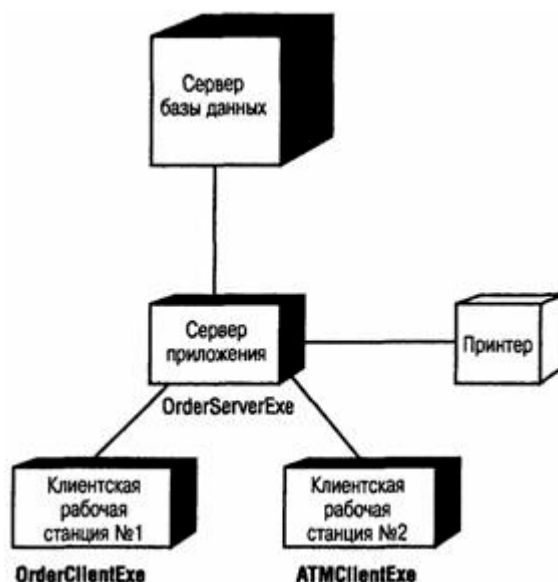 Сервер
базы данных
Сервер
приложения
Принтер
OrderServerExe
Клиентская
рабочая
станция №1
Клиентская
рабочая
станция №2
OrderClientExe
ATMClientExe